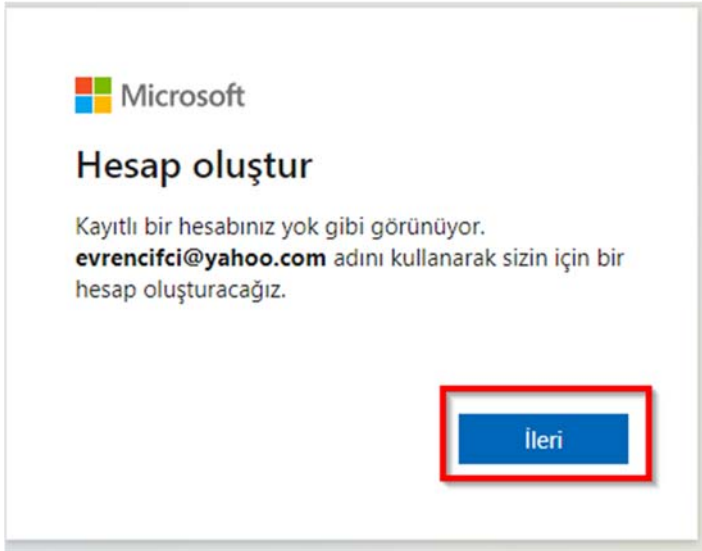 Microsoft
Hesap oluştur
Kayıtlı bir hesabınız yok gibi görünüyor.
evrencifci@yahoo.com adını kullanarak sizin için bir
hesap oluşturacağız.
İleri